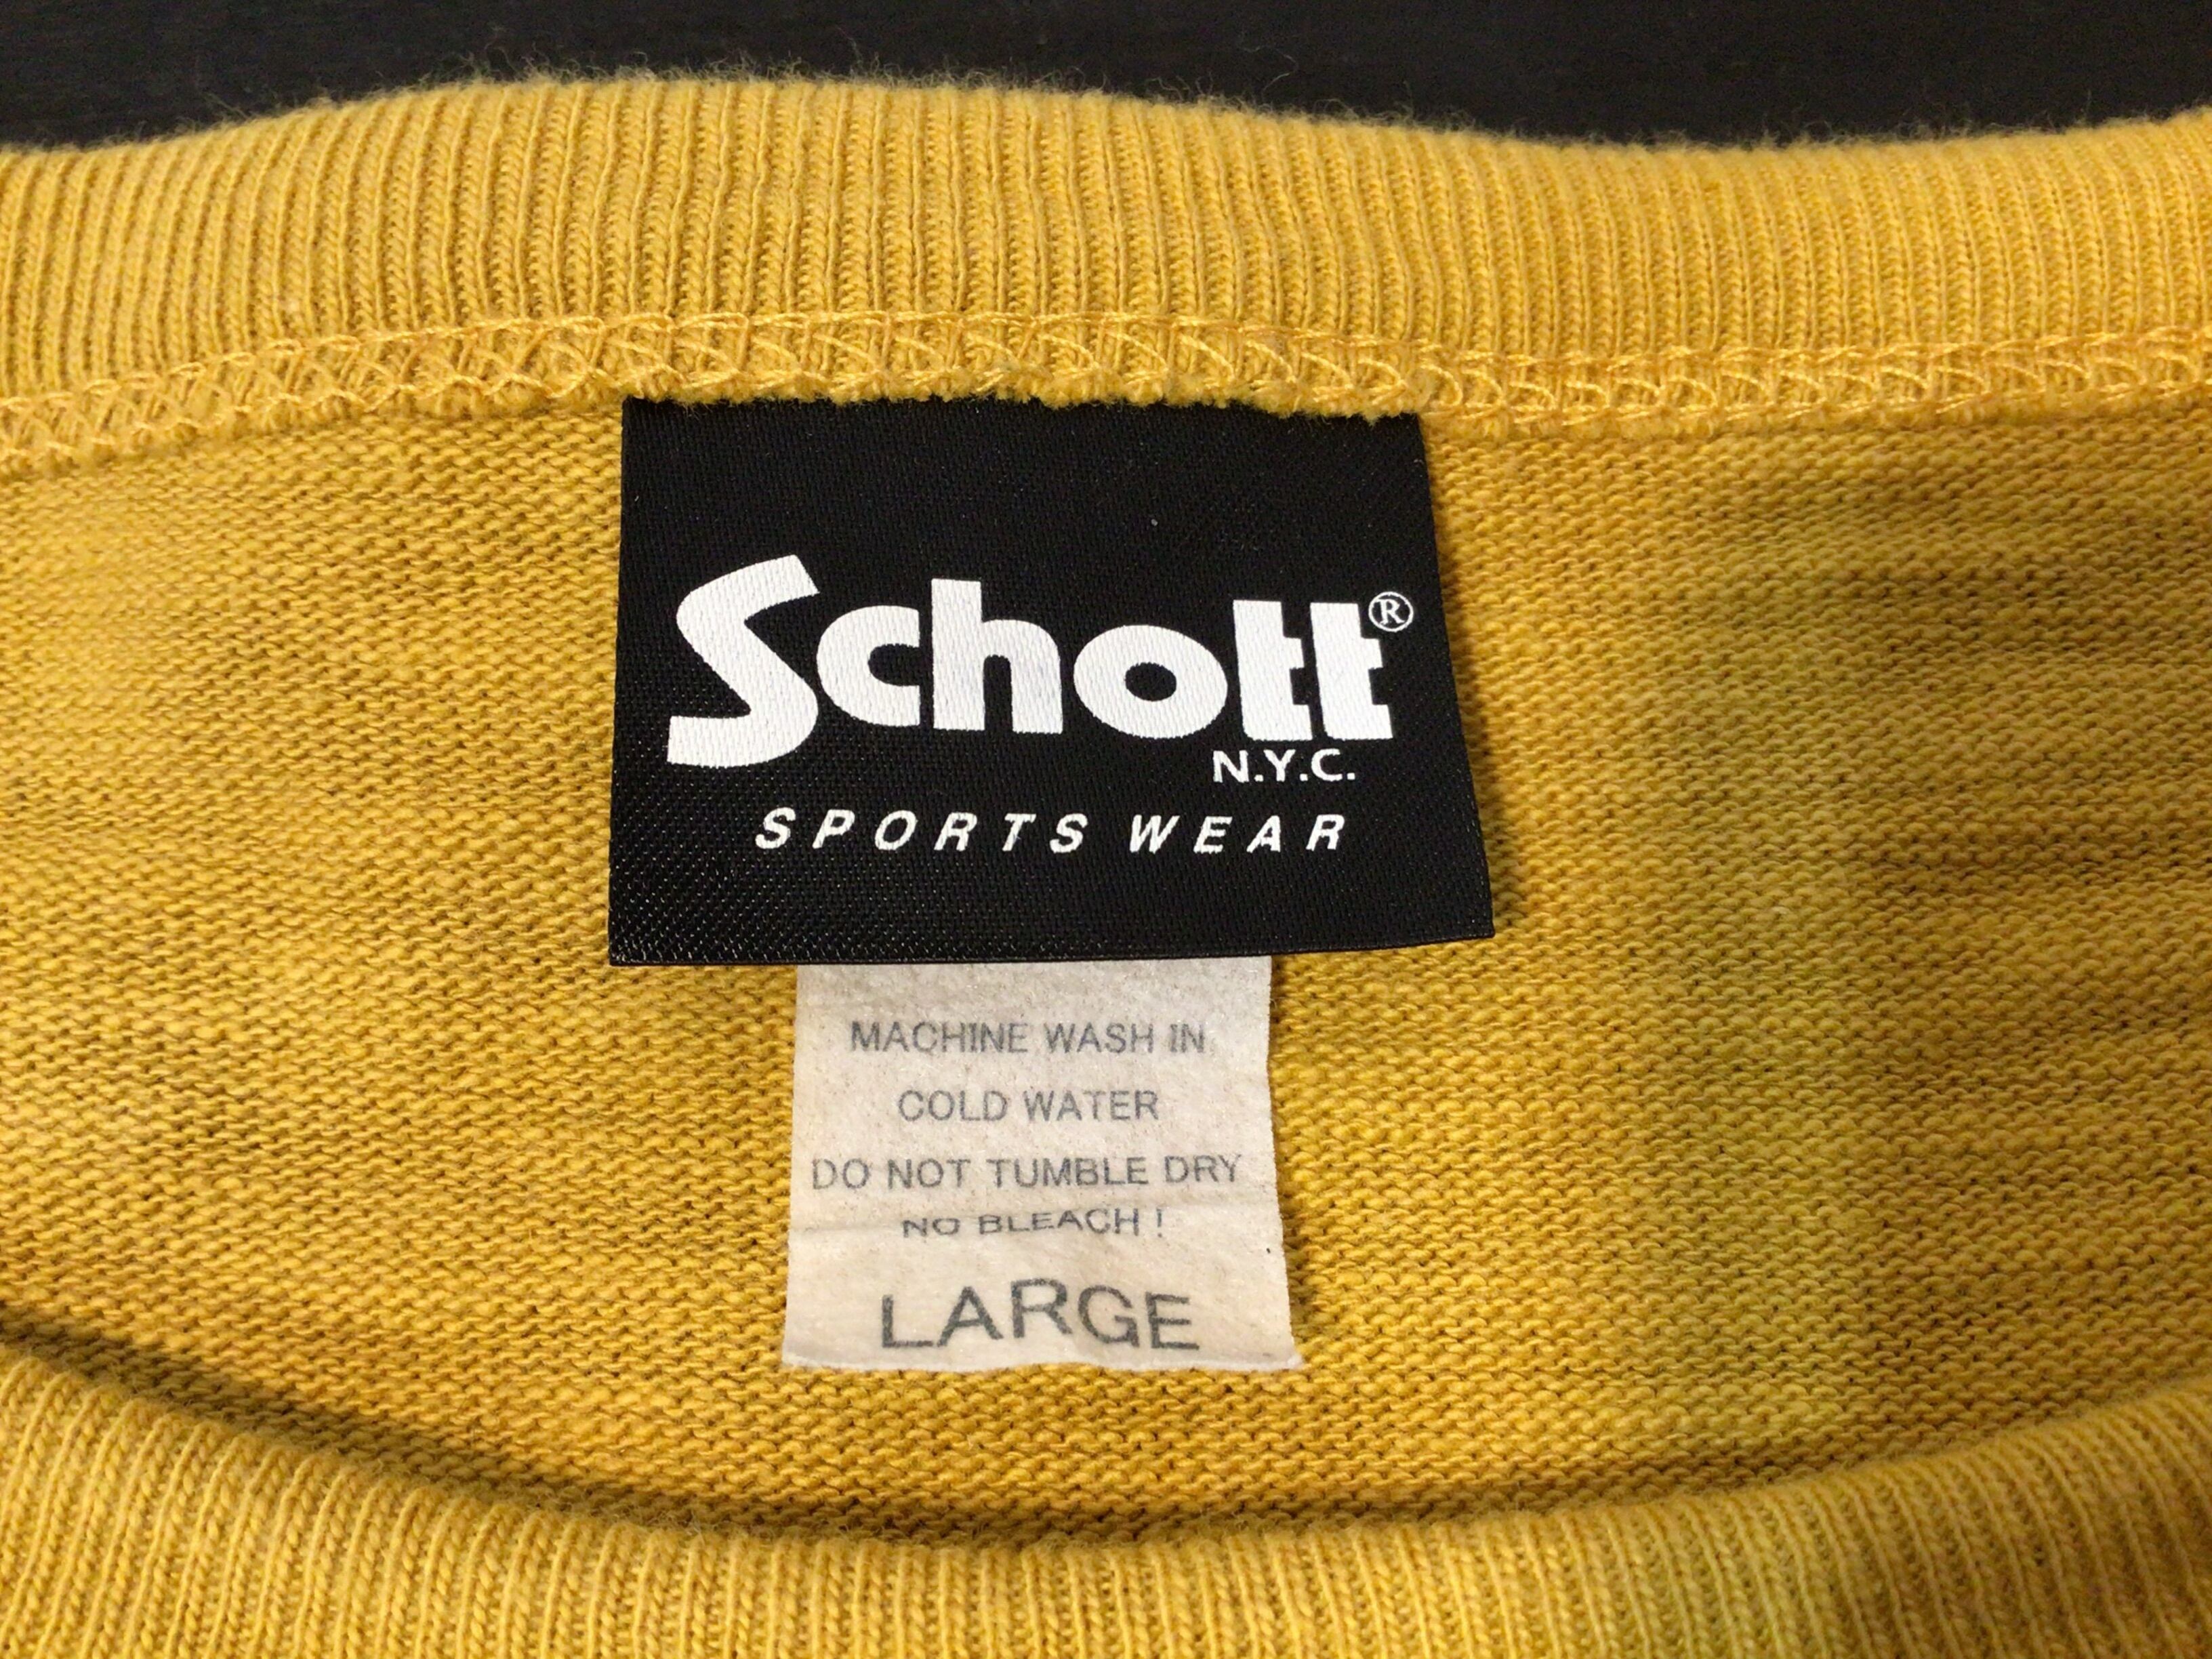 Schott®
N.Y.C.
SPORTS WEAR
MACHINE WASH IN
COLD WATER
DO NOT TUMBLE DRY
NO BLEACH !
LARGE